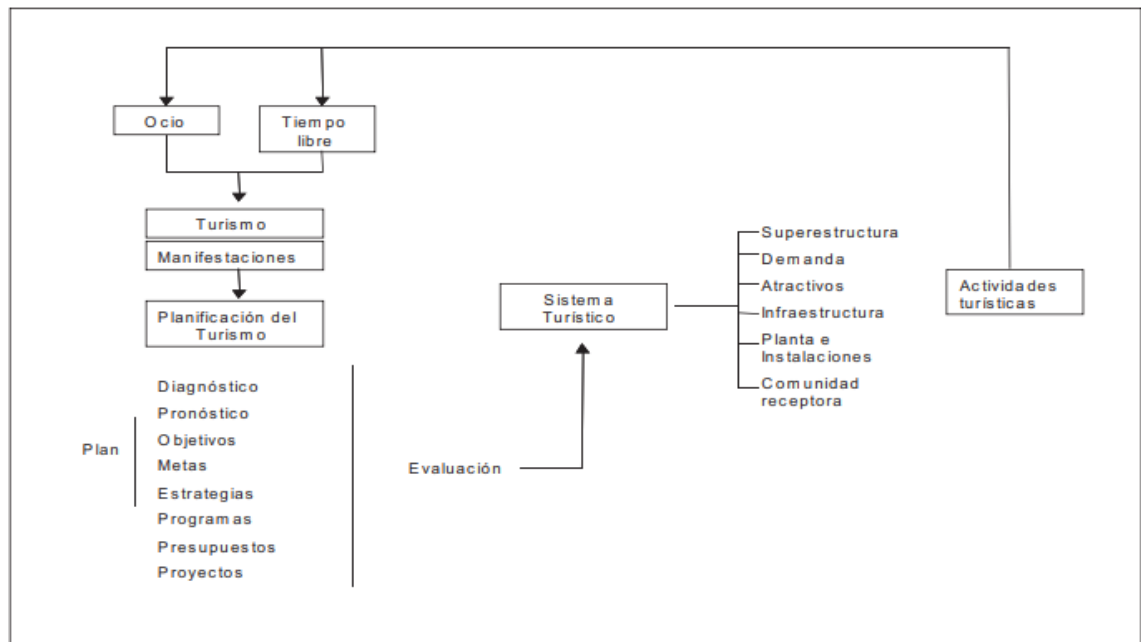 Ocio
Tiempo
libre
Turismo
Manifestaciones
Planificación del
Turismo
Diagnóstico
Pronóstico
Objetivos
Metas
Estrategias
Programas
Presupuestos
Proyectos
Plan
Evaluación
Sistema
Turístico
Superestructura
Demanda
Atractivos
Infraestructura
Planta e
Instalaciones
Comunidad
receptora
Actividades
turísticas